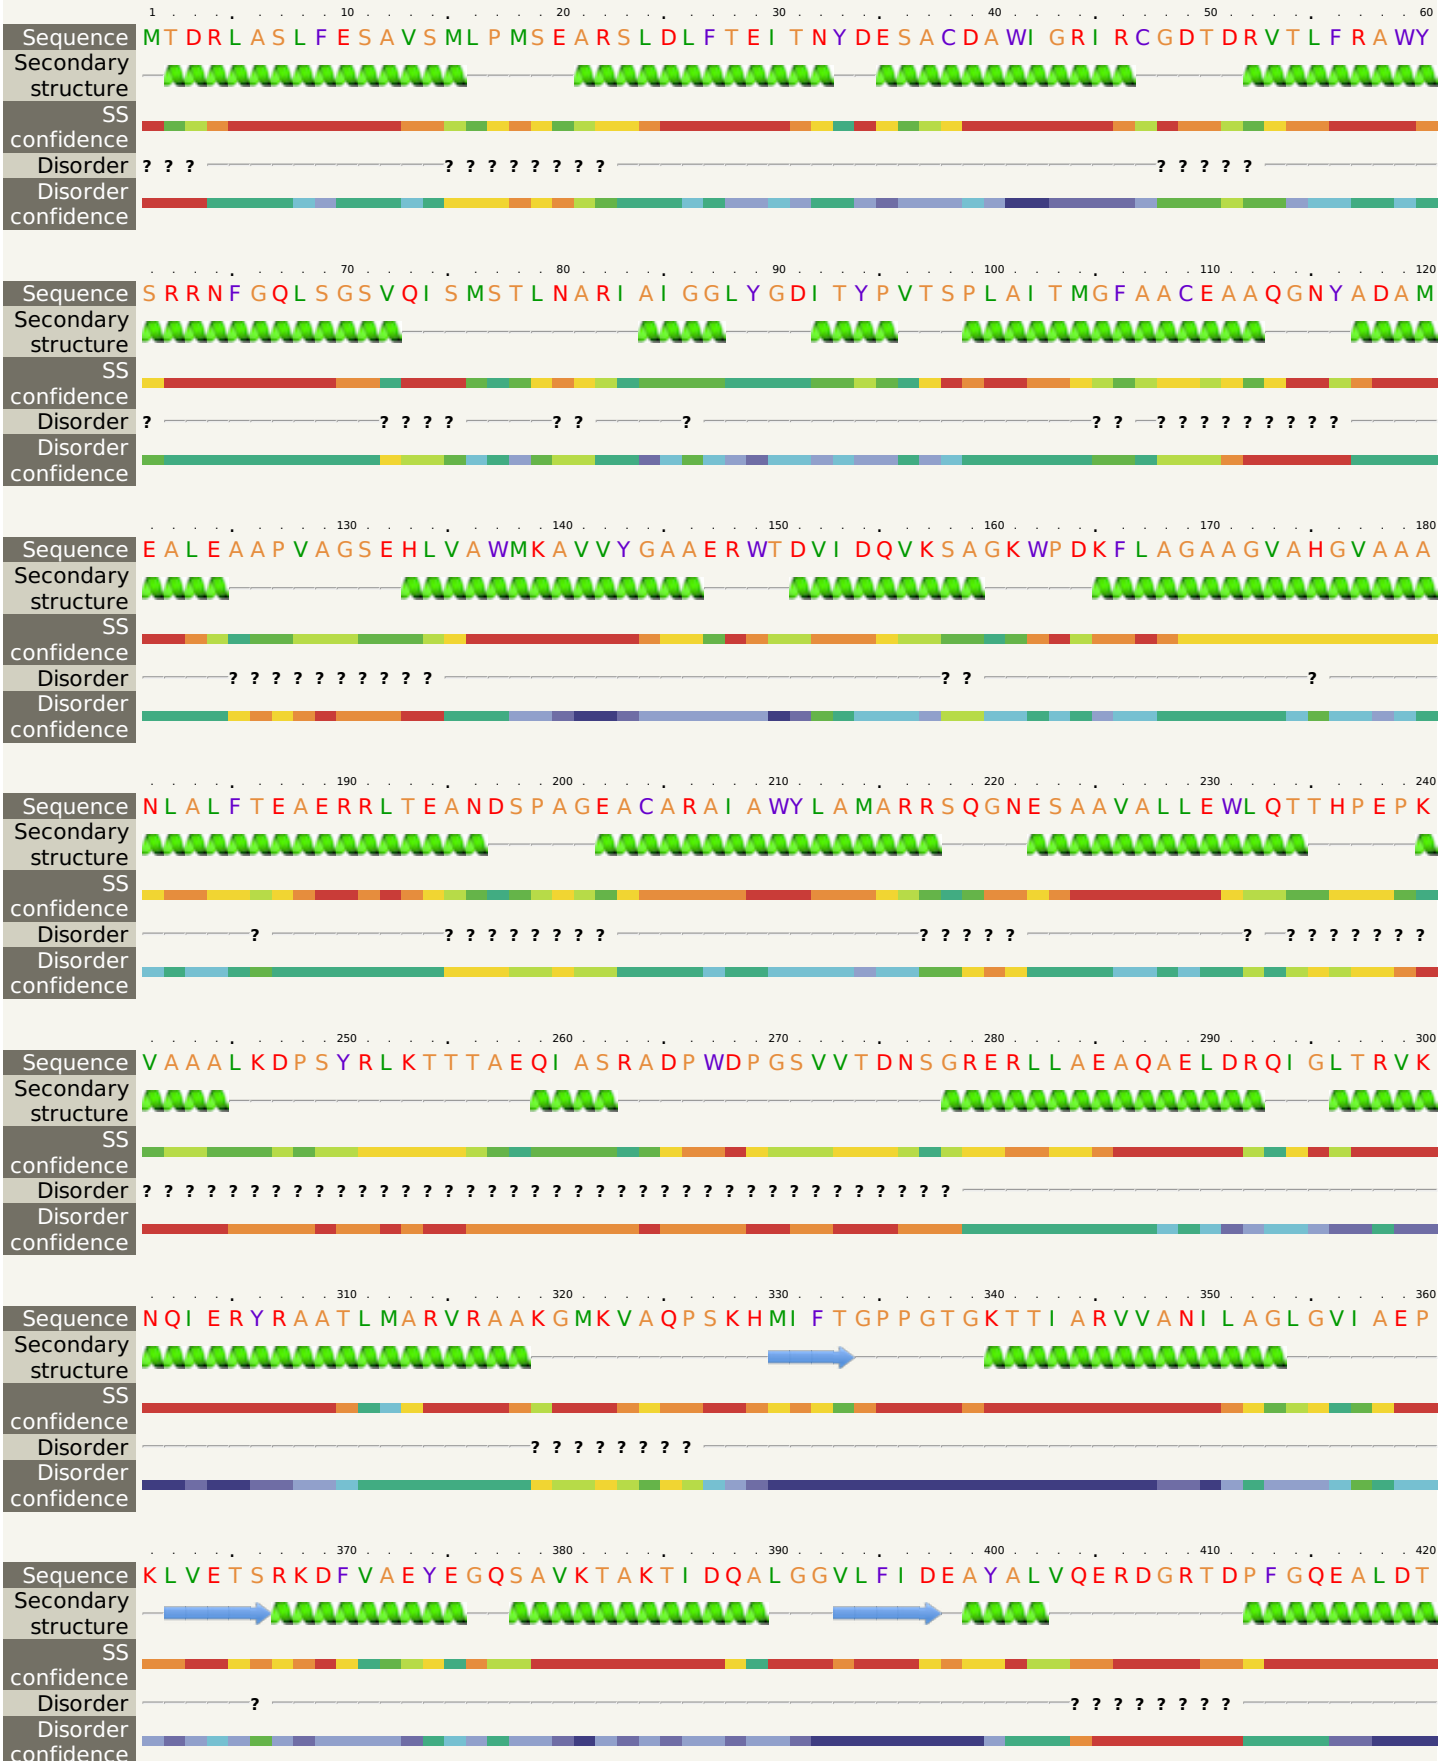 1 10 20 30 40 50 60
Sequence MTDRLASLFESAVSMLPMSEARSLDLFTEITNYDESACDAWIGRIRCGDTDRVTLFRAWY
Secondary
structure
SS
confidence
Disorder ? ? ? ? ? ? ? ? ? ? ? ? ? ? ? ?
Disorder
confidence
70 80 90 100 110 120
Sequence SRRNFGQLSGSVQISMSTLNARIAIGGLYGDITYPVTSPLAITMGFAACEAAQGNYADAM
Secondary
structure
SS
confidence
Disorder ? ? ? ? ? ? ? ? ? ? ? ? ? ? ? ? ? ? ?
Disorder
confidence
130 140 150 160 170 180
Sequence EALEAAPVAGSEHLVAWMKAVVYGAAERWTDVIDQVKSAGKWPDKFLAGAAGVAHGVAAA
Secondary
structure
SS
confidence
Disorder ? ? ? ? ? ? ? ? ? ? ? ? ?
Disorder
confidence
190 200 210 220 230 240
Sequence NLALFTEAERRLTEANDSPAGEACARAIAWYLAMARRSQGNESAAVALLEWLQTTHPEPK
Secondary
structure
SS
confidence
Disorder ? ? ? ? ? ? ? ? ? ? ? ? ? ? ? ? ? ? ? ? ? ?
Disorder
confidence
250 260 270 280 290 300
Sequence VAAALKDPSYRLKTTTAEQIASRADPWDPGSVVTDNSGRERLLAEAQAELDRQIGLTRVK
Secondary
structure
SS
confidence
Disorder ? ? ? ? ? ? ? ? ? ? ? ? ? ? ? ? ? ? ? ? ? ? ? ? ? ? ? ? ? ? ? ? ? ? ? ? ? ?
Disorder
confidence
310 320 330 340 350 360
Sequence NQIERYRAATLMARVRAAKGMKVAQPSKHMIFTGPPGTGKTTIARVVANILAGLGVIAEP
Secondary
structure
SS
confidence
Disorder ? ? ? ? ? ? ? ?
Disorder
confidence
370 380 390 400 410 420
Sequence KLVETSRKDFVAEYEGQSAVKTAKTIDQALGGVLFIDEAYALVQERDGRTDPFGQEALDT
Secondary
structure
SS
confidence
Disorder ? ? ? ? ? ? ? ? ?
Disorder
confidence